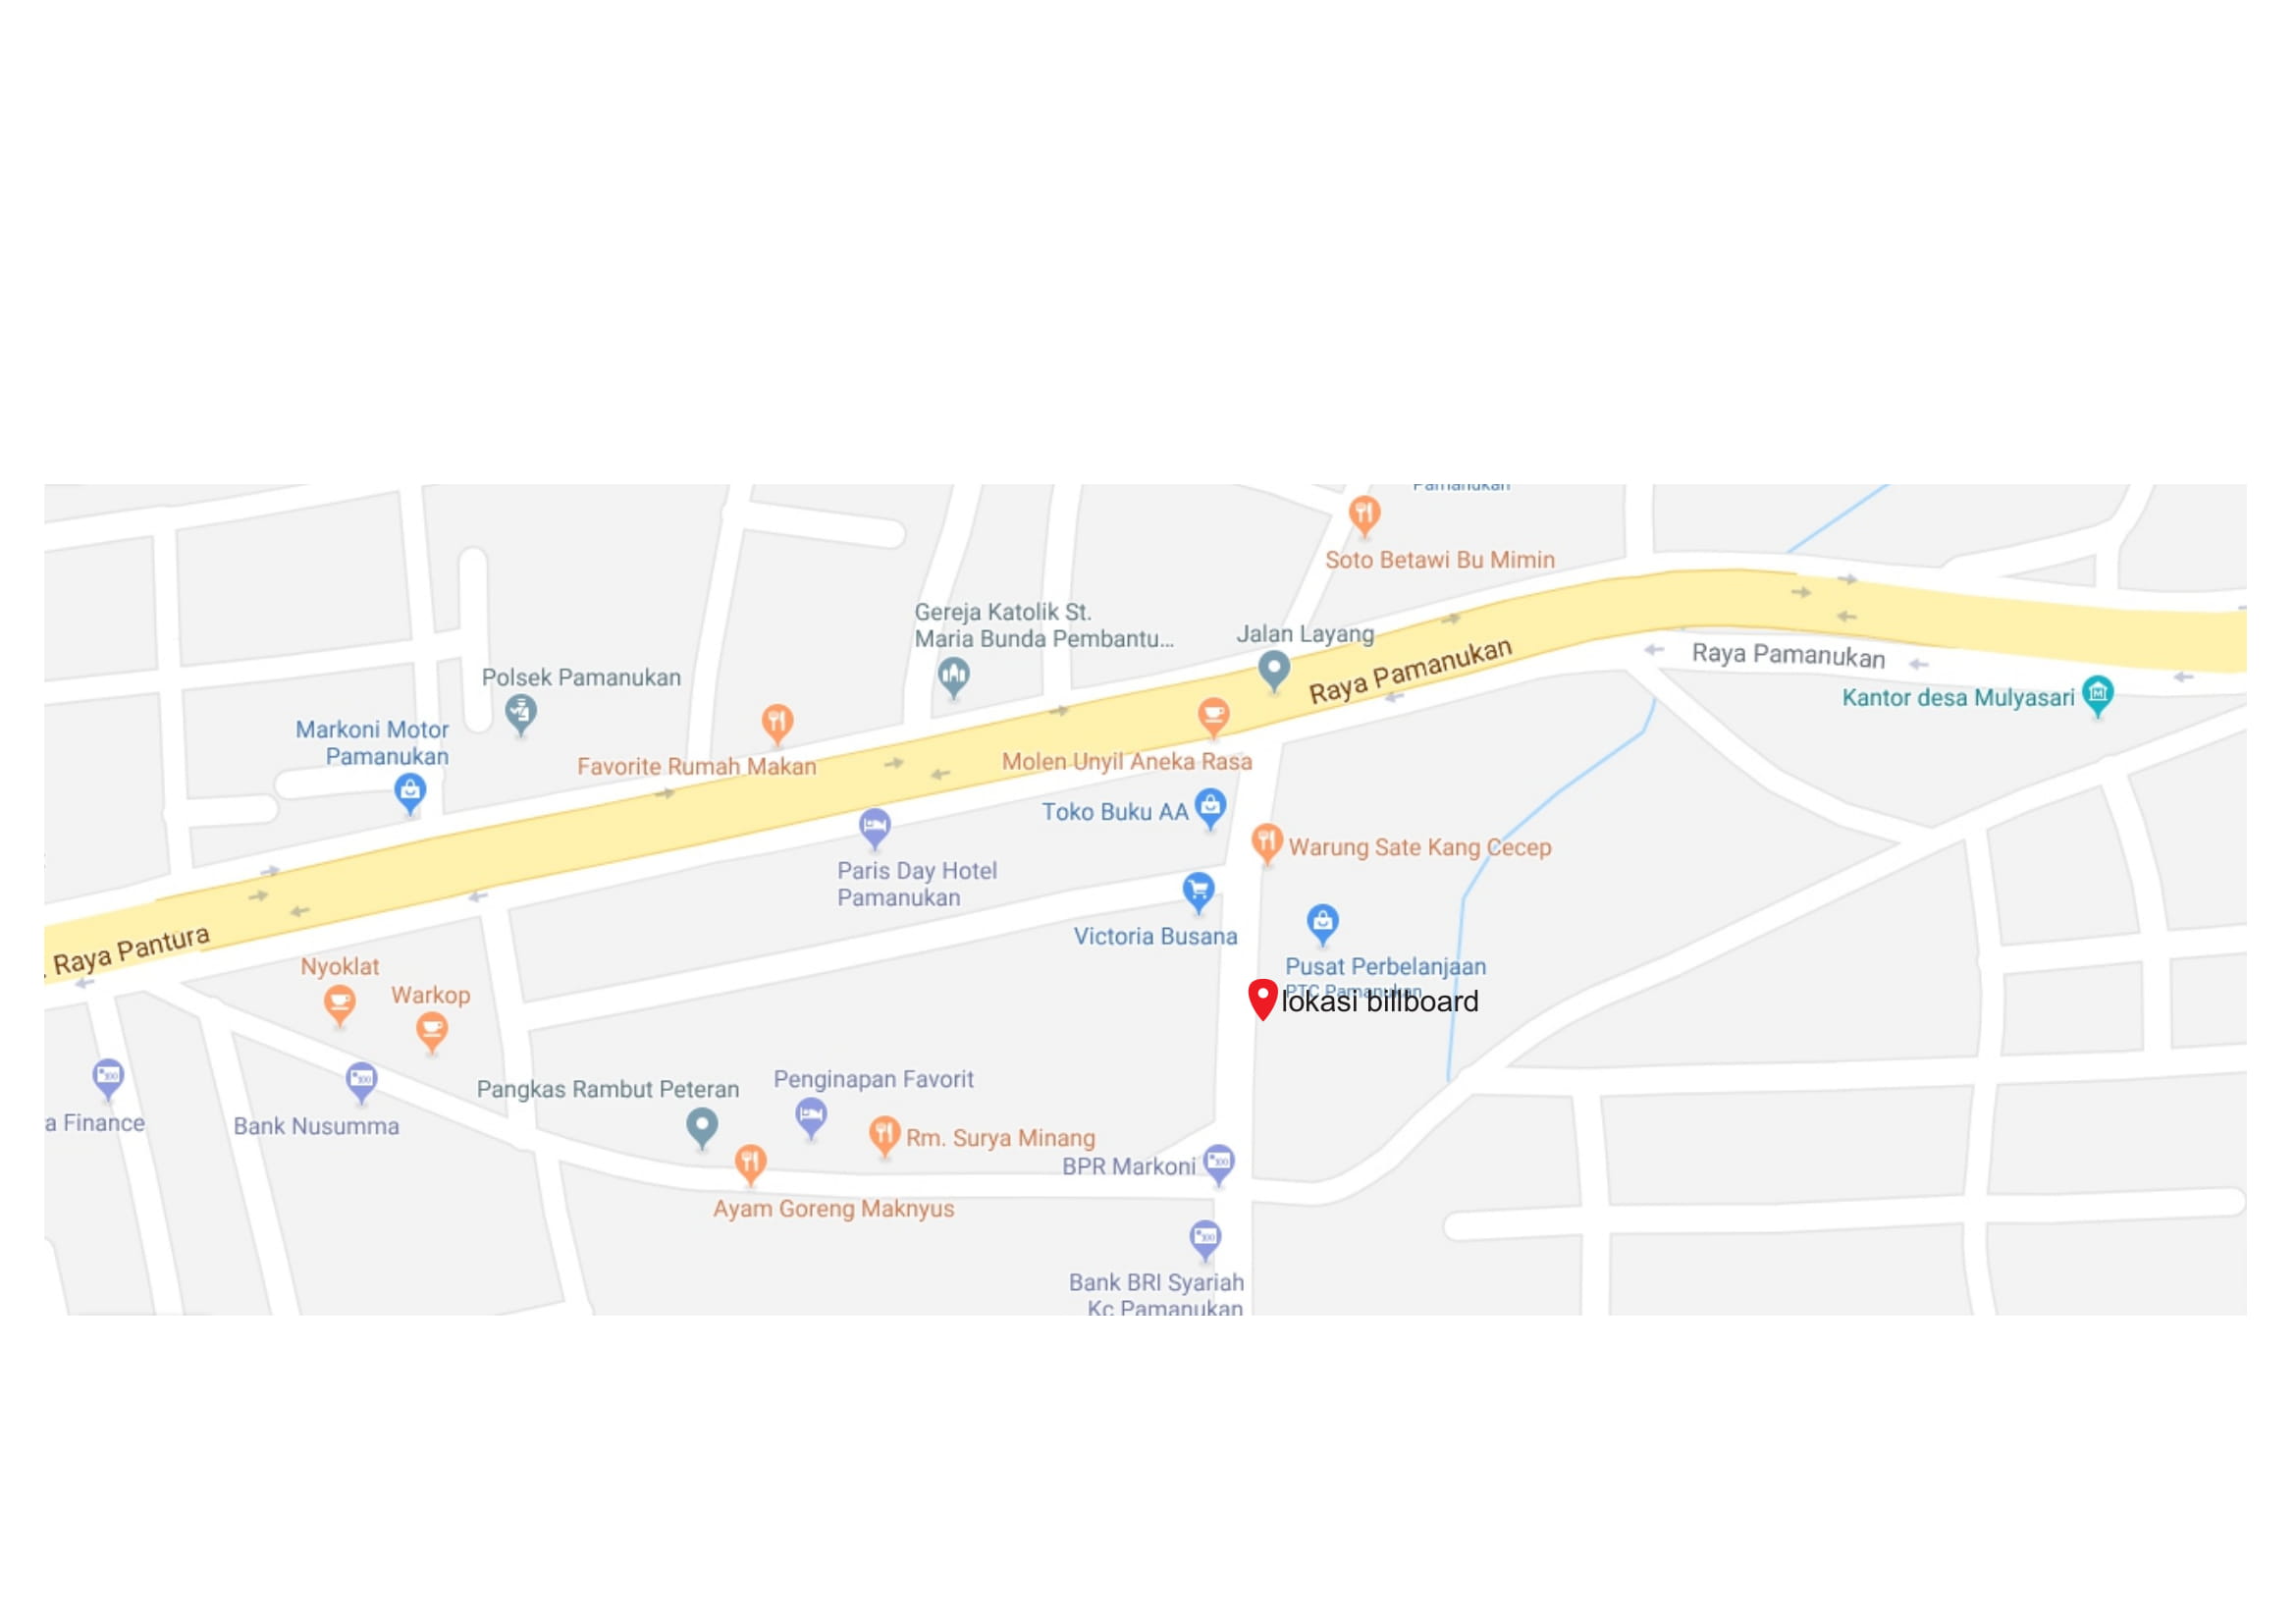 Pamanukan
Soto Betawi Bu Mimin
Gereja Katolik St.
Maria Bunda Pembantu...
Jalan Layang
Raya Pamanukan
Raya Pamanukan
Kantor desa Mulyasari
Polsek Pamanukan
Markoni Motor
Pamanukan
Favorite Rumah Makan
Molen Unyil Aneka Rasa
Toko Buku AA
Paris Day Hotel
Pamanukan
Warung Sate Kang Cecep
Victoria Busana
. Raya Pantura
Nyoklat
Warkop
Pusat Perbelanjaan
PTC Pamanukan
lokasi billboard
a Finance
Bank Nusumma
Pangkas Rambut Peteran
Penginapan Favorit
Rm. Surya Minang
BPR Markoni
Ayam Goreng Maknyus
Bank BRI Syariah
Kc Pamanukan